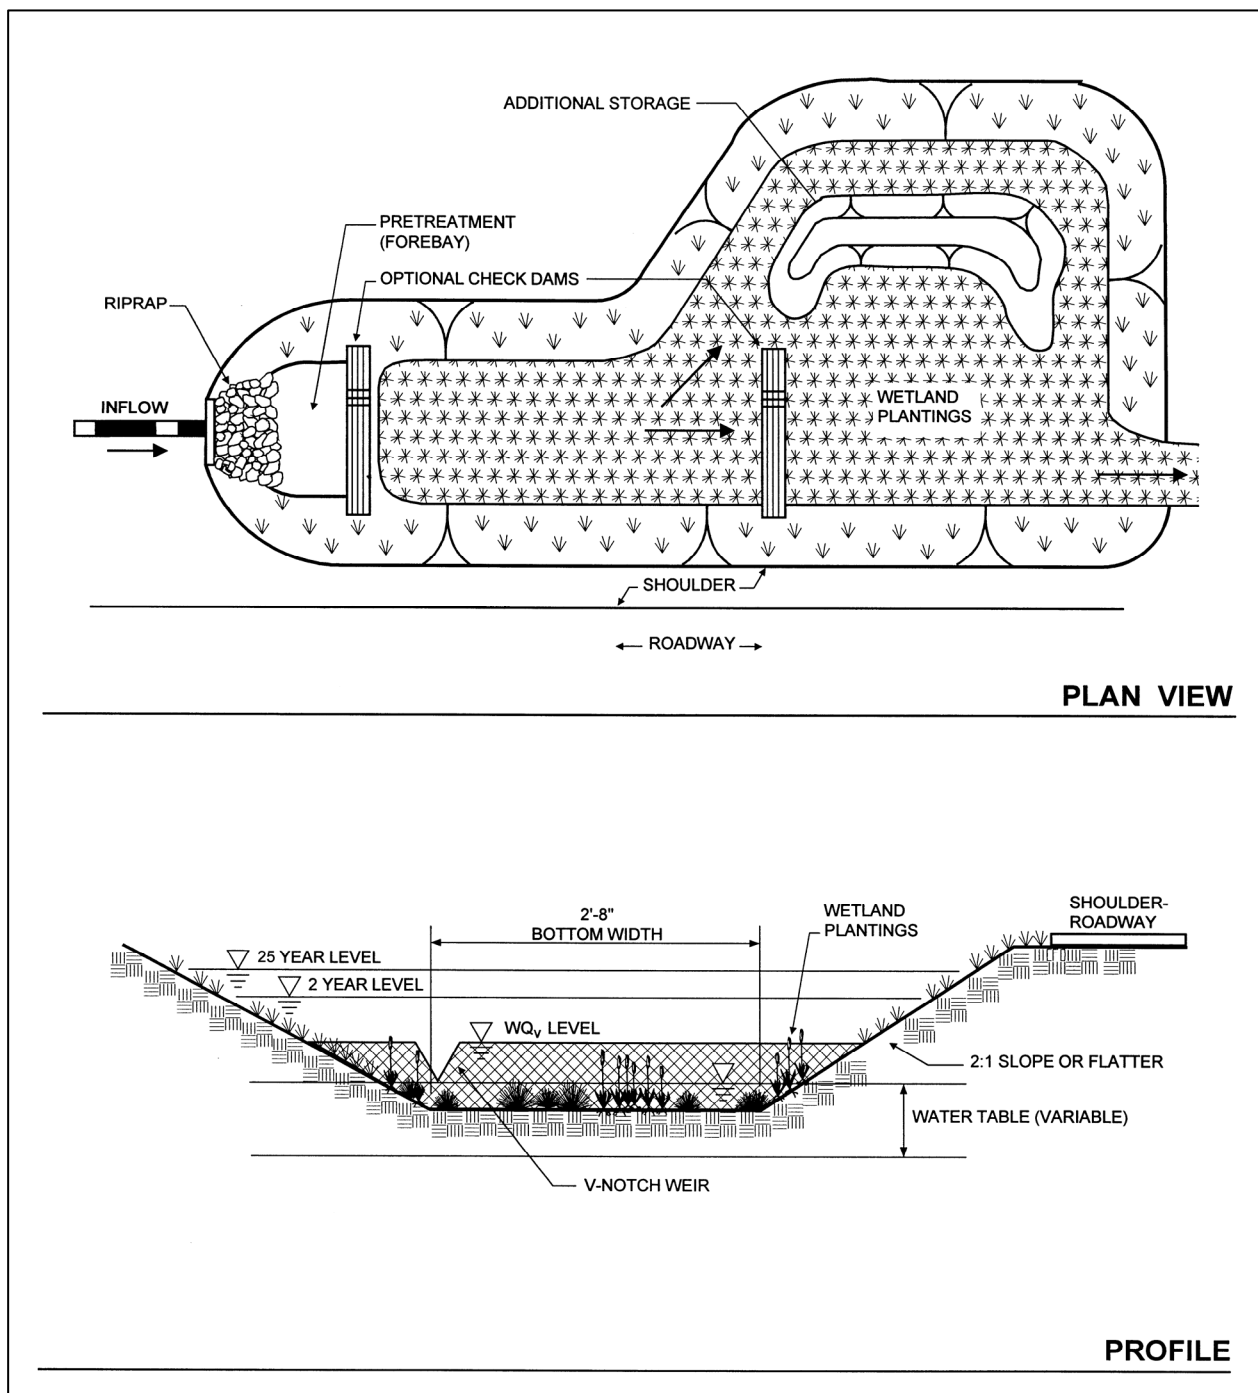 ADDITIONAL STORAGE
PRETREATMENT
(FOREBAY)
OPTIONAL CHECK DAMS
RIPRAP
INFLOW
WETLAND
PLANTINGS
SHOULDER
ROADWAY
PLAN VIEW
2'-8"
BOTTOM WIDTH
WETLAND
PLANTINGS
SHOULDER-
ROADWAY
25 YEAR LEVEL
2 YEAR LEVEL
WQv LEVEL
2:1 SLOPE OR FLATTER
WATER TABLE (VARIABLE)
V-NOTCH WEIR
PROFILE